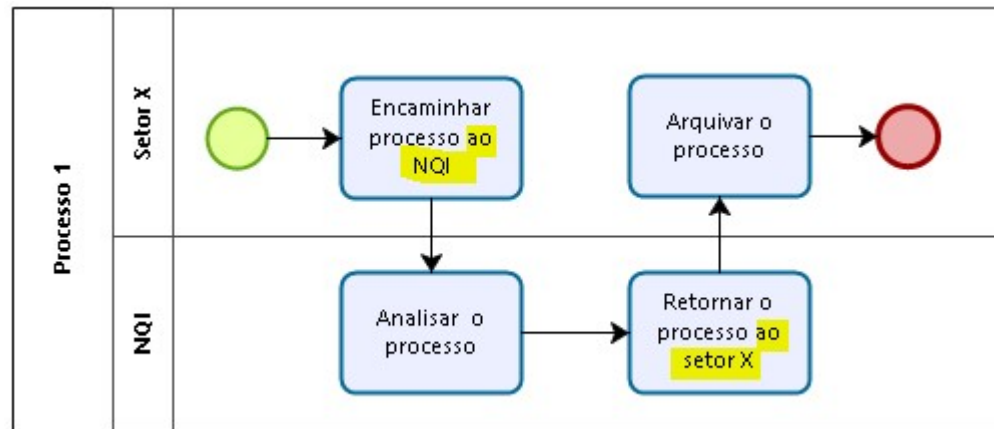 Processo 1
Setor X
Encaminhar
processo ao
NQI
Arquivar o
processo
NQI
Analisar o
processo
Retornar o
processo ao
setor X